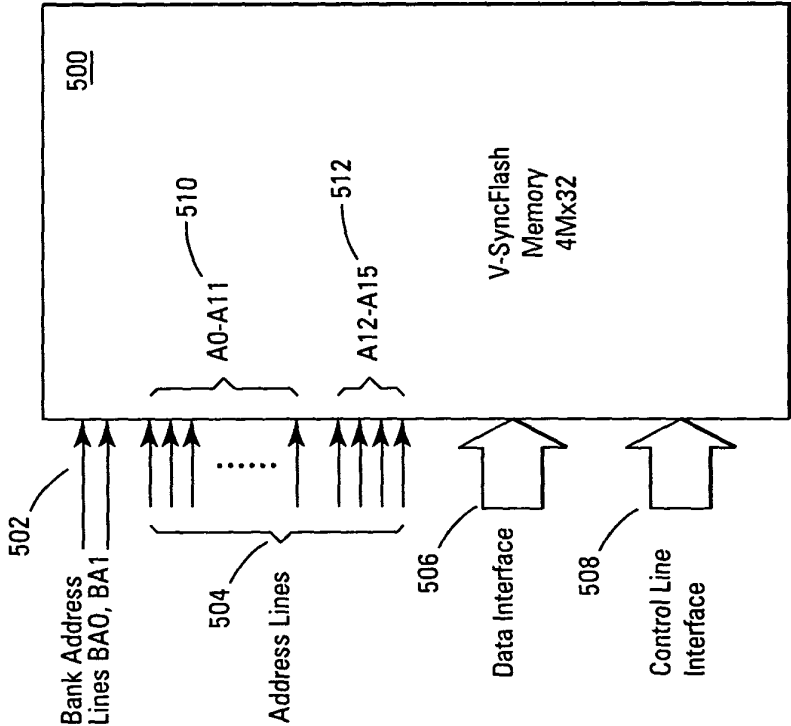 500
502
Bank Address
Lines BA0, BA1
510
A0-A11
......
504
Address Lines
512
A12-A15
V-SyncFlash
Memory
4Mx32
506
Data Interface
508
Control Line
Interface